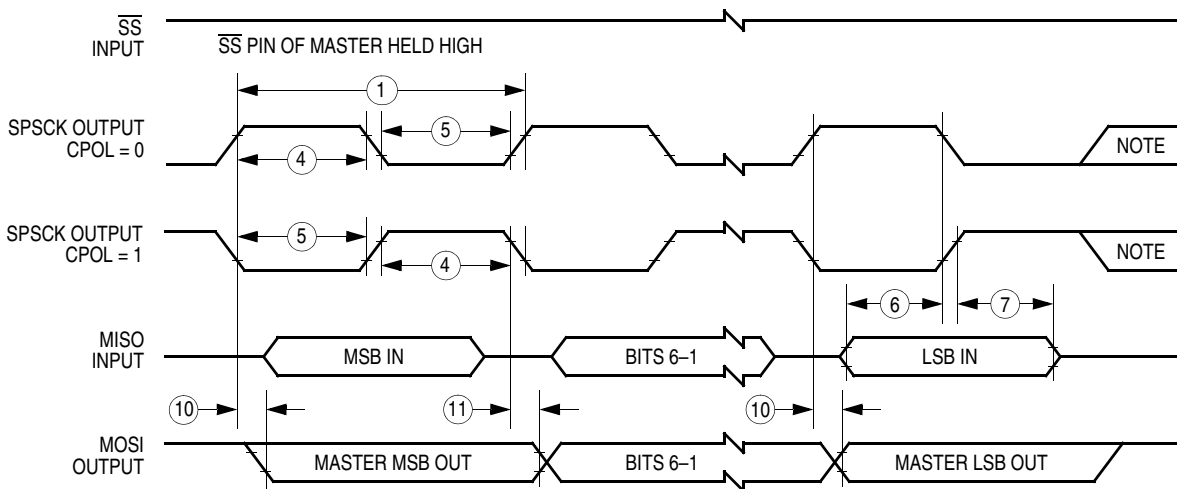 SS
INPUT
SS PIN OF MASTER HELD HIGH
1
SPSCK OUTPUT
CPOL = 0
5
4
NOTE
SPSCK OUTPUT
CPOL = 1
5
4
NOTE
6
7
MISO
INPUT
MSB IN
BITS 6–1
LSB IN
10
11
10
MOSI
OUTPUT
MASTER MSB OUT
BITS 6–1
MASTER LSB OUT